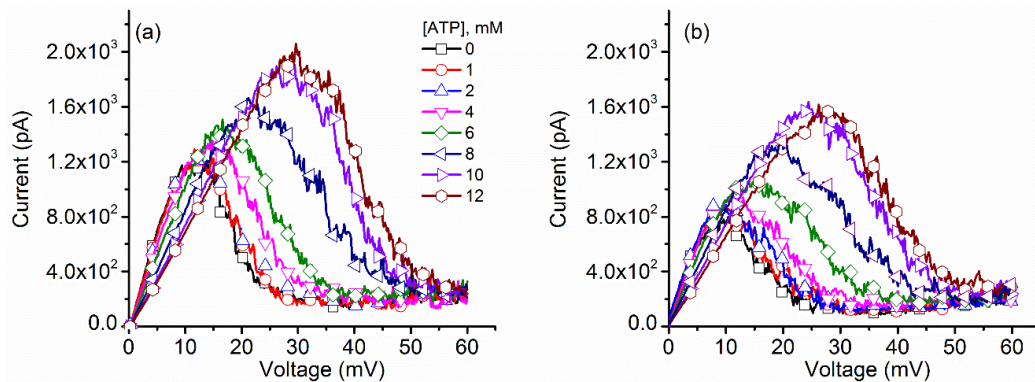 (a)
[ATP], mM
0
1
2
4
6
8
10
12
2.0x10³
1.6x10³
1.2x10³
8.0x10²
4.0x10²
0.0
Current (pA)
0 10 20 30 40 50 60
Voltage (mV)
(b)
2.0x10³
1.6x10³
1.2x10³
8.0x10²
4.0x10²
0.0
Current (pA)
0 10 20 30 40 50 60
Voltage (mV)